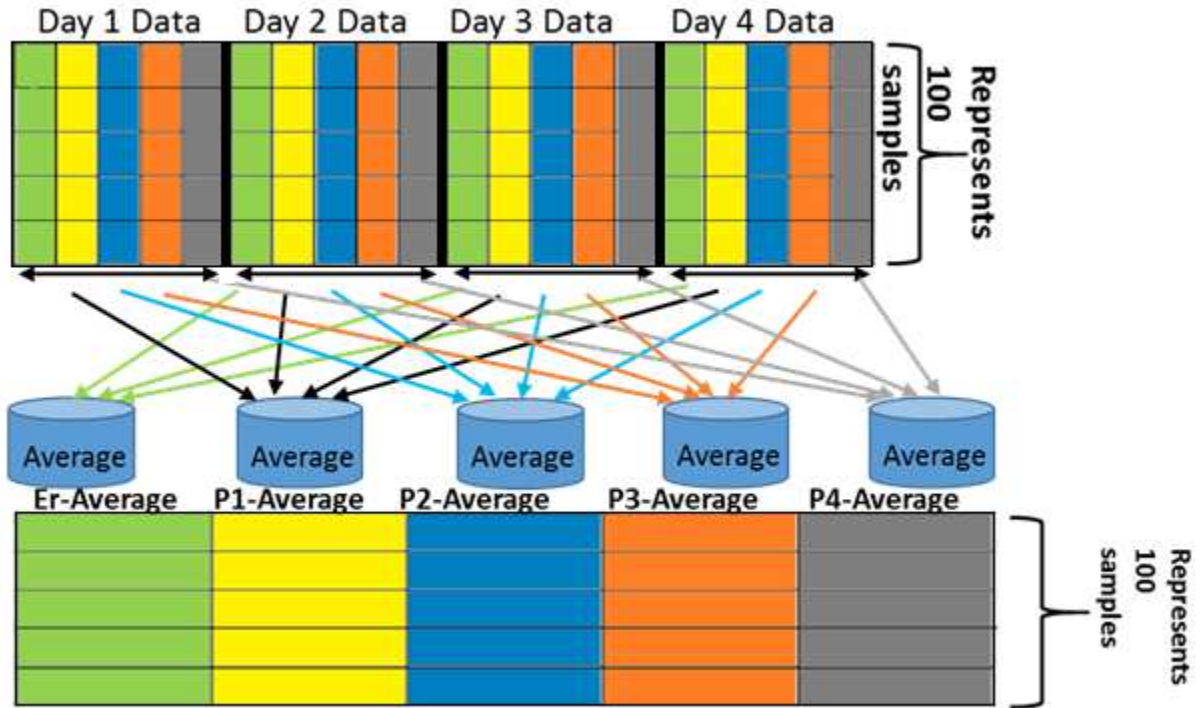 Day 1 Data
Day 2 Data
Day 3 Data
Day 4 Data
Represents
100
samples
Average
Average
Average
Average
Average
Er-Average
P1-Average
P2-Average
P3-Average
P4-Average
Represents
100
samples